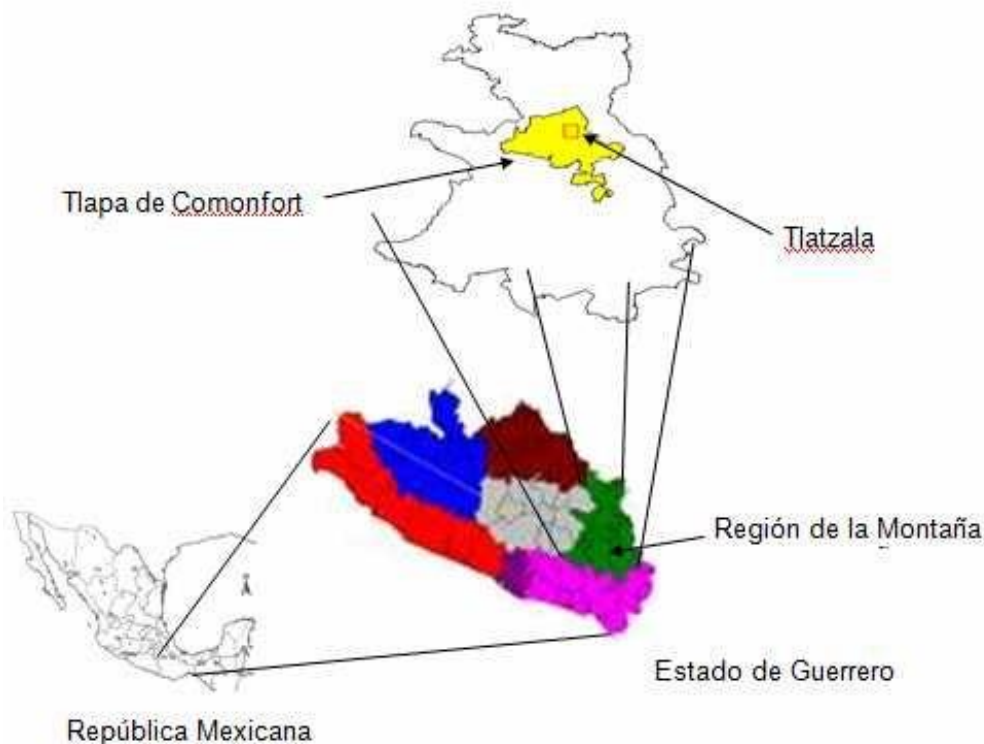 Tlapa de Comonfort
Tlatzala
Región de la Montaña
Estado de Guerrero
República Mexicana